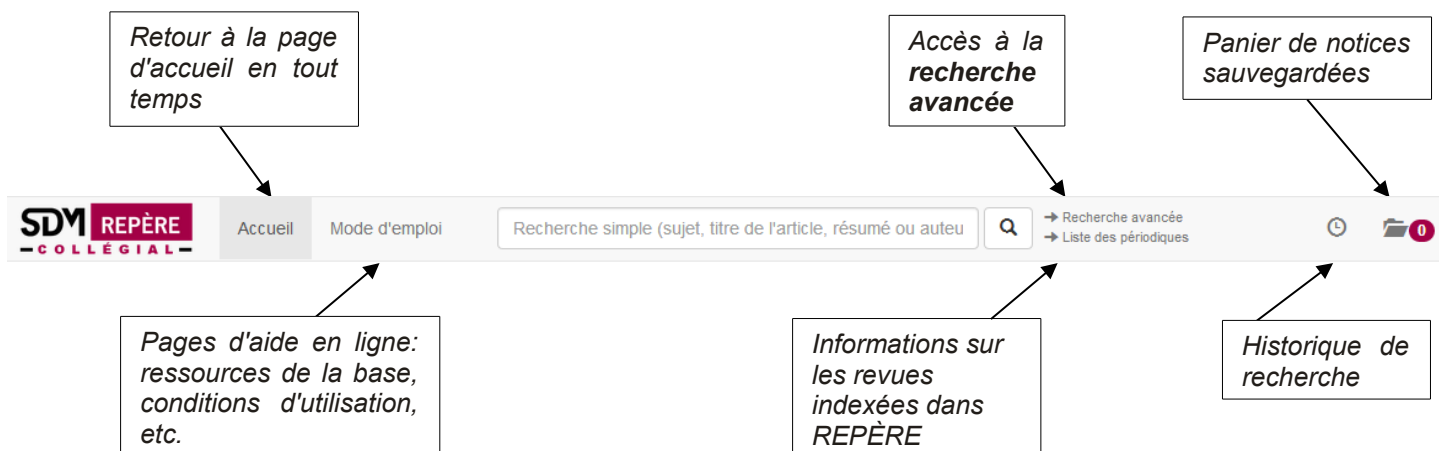 Retour à la page
d'accueil en tout
temps
Accès à la
recherche
avancée
Panier de notices
sauvegardées
SDM REPÈRE
COLLÉGIAL
Accueil
Mode d'emploi
Recherche simple (sujet, titre de l'article, résumé ou auteu
Recherche avancée
Liste des périodiques
0
Pages d'aide en ligne:
ressources de la base,
conditions d'utilisation,
etc.
Informations sur
les revues
indexées dans
REPÈRE
Historique de
recherche